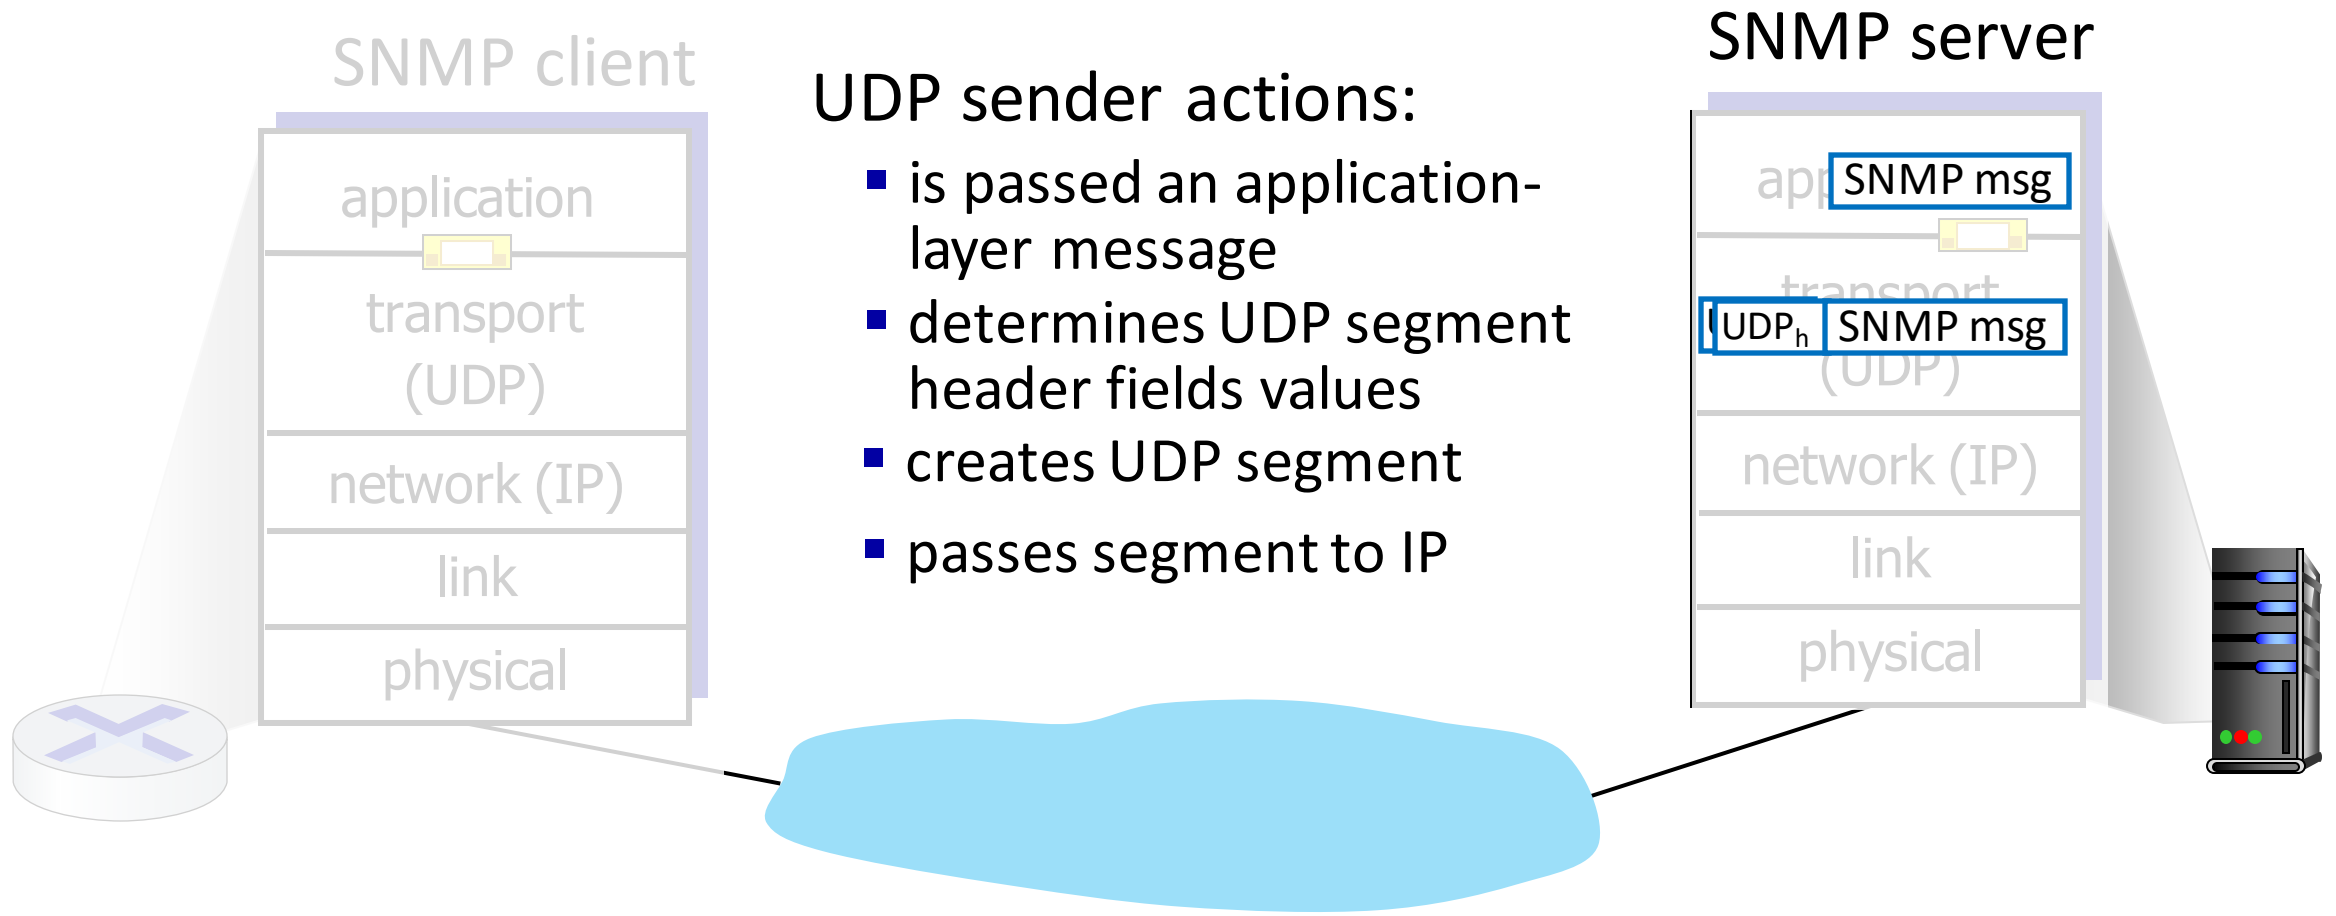 SNMP client
application
transport
(UDP)
network (IP)
link
physical
UDP sender actions:
is passed an application-
layer message
determines UDP segment
header fields values
creates UDP segment
passes segment to IP
SNMP server
SNMP msg
transport
UDPh SNMP msg
(UDP)
network (IP)
link
physical